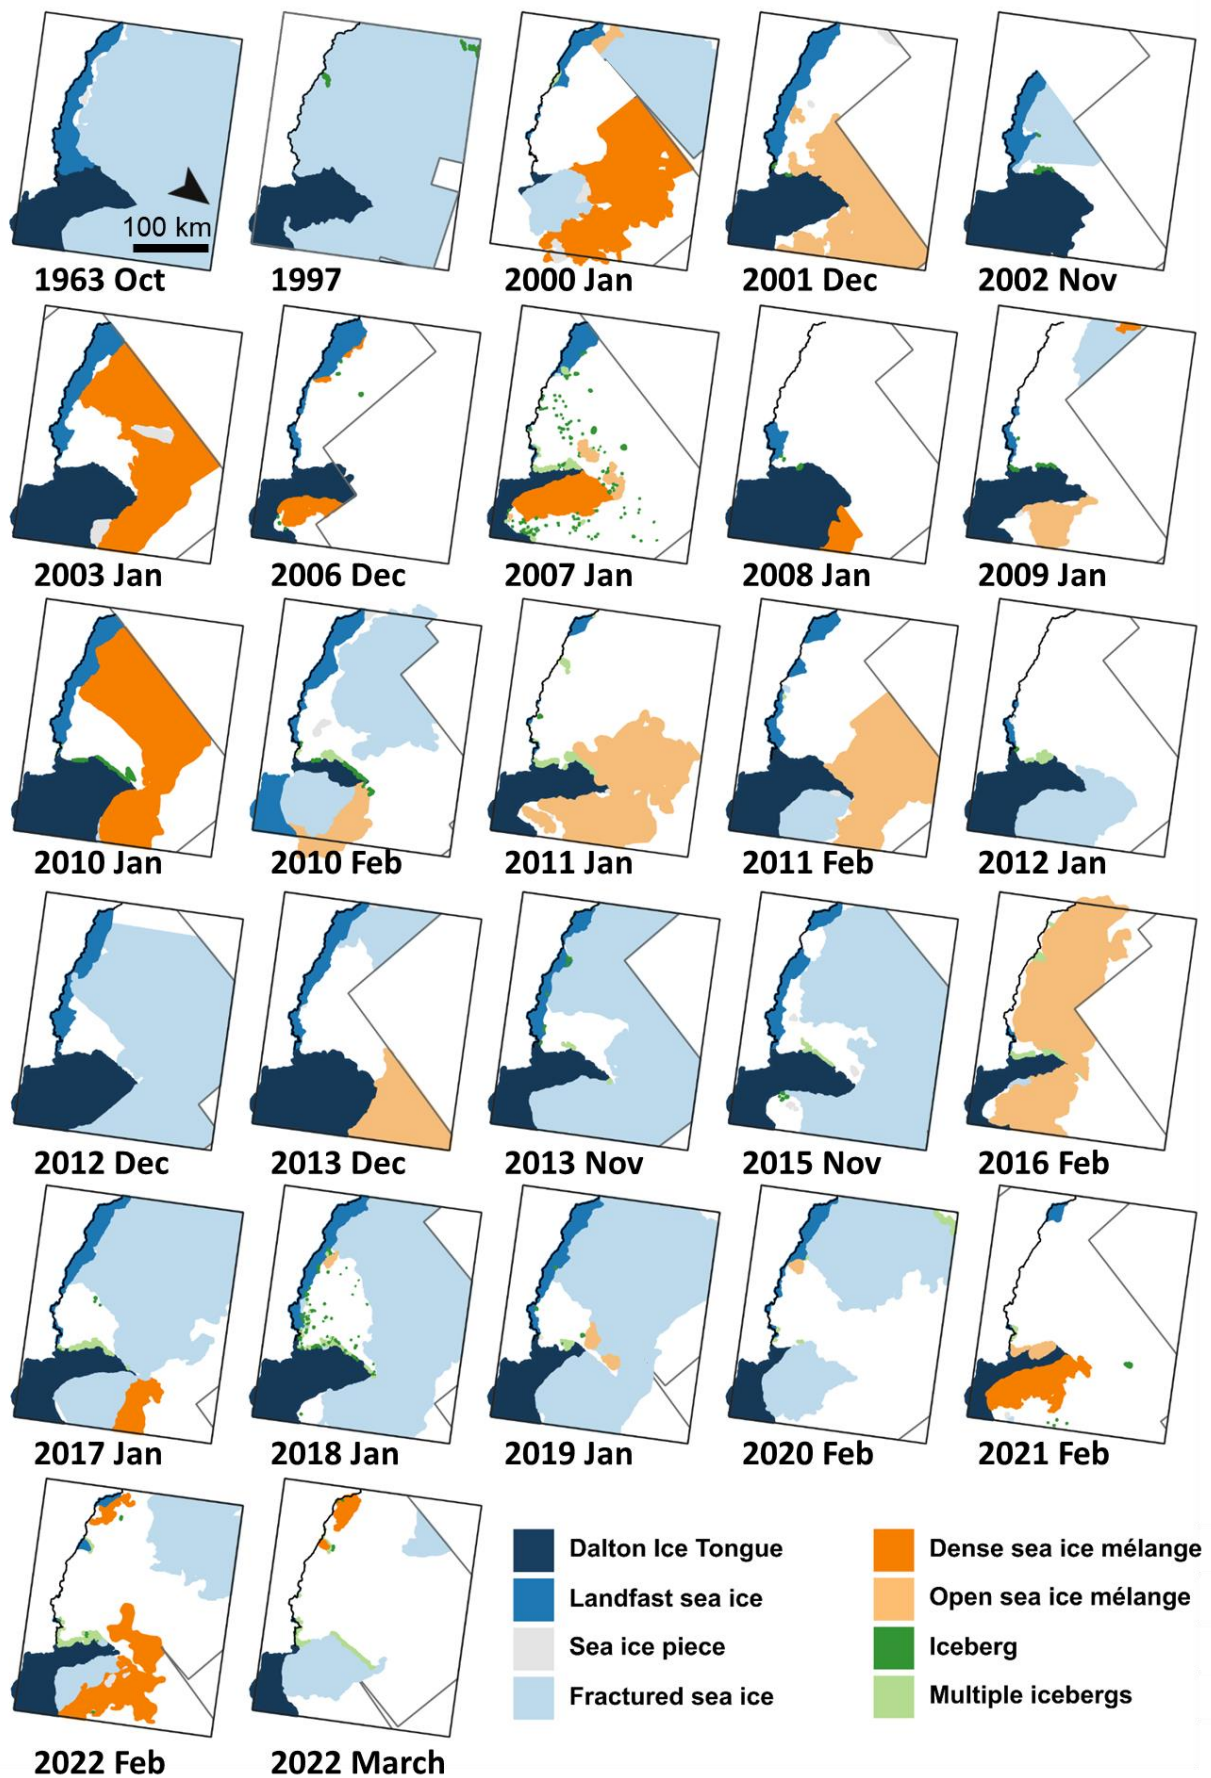 100 km
1963 Oct
1997
2000 Jan
2001 Dec
2002 Nov
2003 Jan
2006 Dec
2007 Jan
2008 Jan
2009 Jan
2010 Jan
2010 Feb
2011 Jan
2011 Feb
2012 Jan
2012 Dec
2013 Dec
2013 Nov
2015 Nov
2016 Feb
2017 Jan
2018 Jan
2019 Jan
2020 Feb
2021 Feb
2022 Feb
2022 March
Dalton Ice Tongue
Landfast sea ice
Sea ice piece
Fractured sea ice
Dense sea ice mélange
Open sea ice mélange
Iceberg
Multiple icebergs